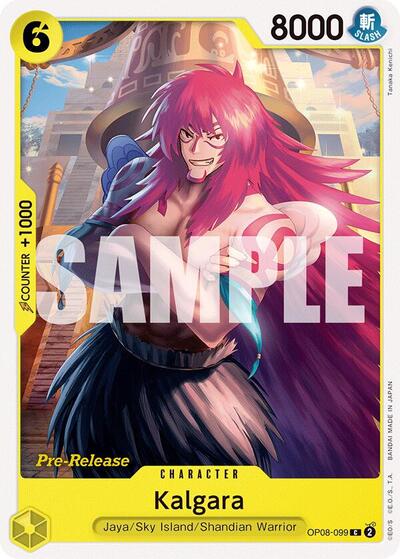 6
8000
斬
SLASH
Tanaka Kenichi
COUNTER +1000
SAMPLE
Pre-Release
CHARACTER
Kalgara
Jaya/Sky Island/Shandian Warrior
OP08-099 C 2
©E.O/S ©E.O./S., T.A. BANDAI MADE IN JAPAN